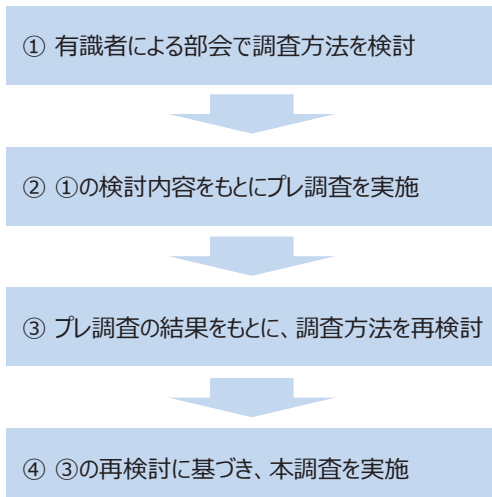 ① 有識者による部会で調査方法を検討
② ①の検討内容をもとにプレ調査を実施
③ プレ調査の結果をもとに、調査方法を再検討
④ ③の再検討に基づき、本調査を実施